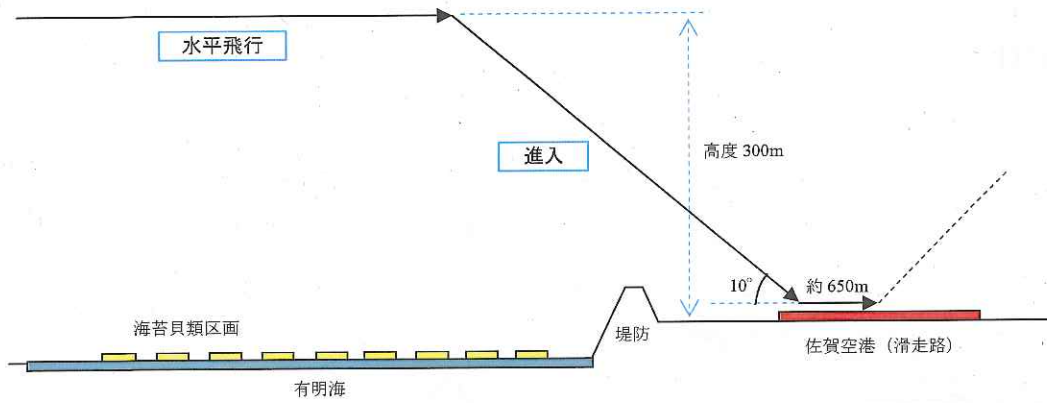 水平飛行
進入
高度 300m
10°
約 650m
海苔貝類区画
堤防
佐賀空港（滑走路）
有明海